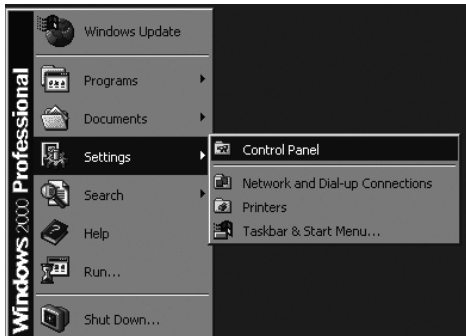 Windows 2000 Professional
Windows Update
Programs
Documents
Settings
Search
Help
Run...
Shut Down...
Control Panel
Network and Dial-up Connections
Printers
Taskbar & Start Menu...